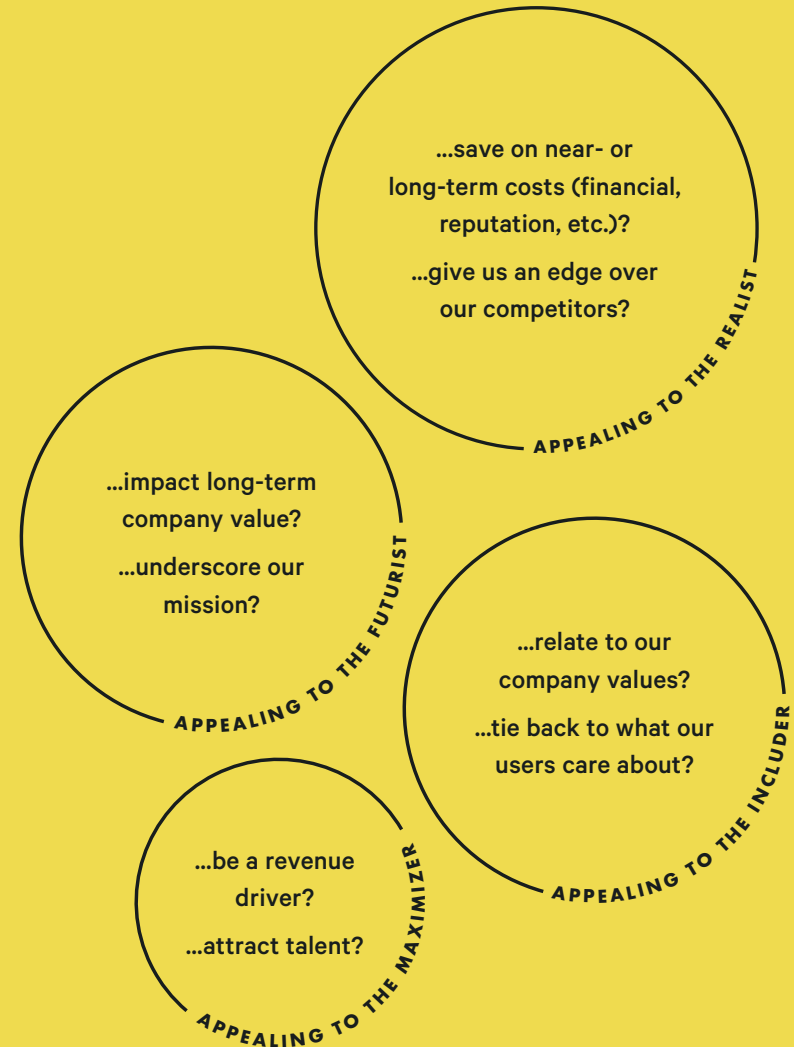 ...save on near- or
long-term costs (financial,
reputation, etc.)?
...give us an edge over
our competitors?
APPEALING TO THE REALIST
...impact long-term
company value?
...underscore our
mission?
APPEALING TO THE FUTURIST
...relate to our
company values?
...tie back to what our
users care about?
APPEALING TO THE INCLUDER
...be a revenue
driver?
...attract talent?
APPEALING TO THE MAXIMIZER